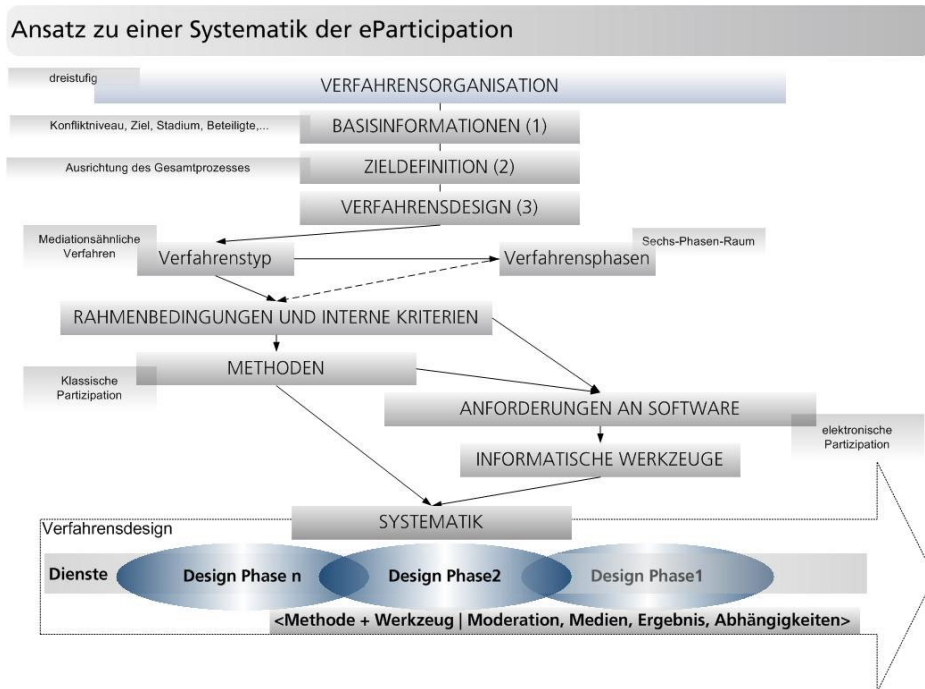 Ansatz zu einer Systematik der eParticipation
dreistufig
VERFAHRENSORGANISATION
Konfliktniveau, Ziel, Stadium, Beteiligte,...
BASISINFORMATIONEN (1)
Ausrichtung des Gesamtprozesses
ZIELDEFINITION (2)
VERFAHRENSDESIGN (3)
Mediationsähnliche
Verfahren
Verfahrenstyp
Verfahrensphasen
Sechs-Phasen-Raum
RAHMENBEDINGUNGEN UND INTERNE KRITERIEN
METHODEN
Klassische
Partizipation
ANFORDERUNGEN AN SOFTWARE
elektronische
Partizipation
INFORMATISCHE WERKZEUGE
SYSTEMATIK
Verfahrensdesign
Dienste
Design Phase n
Design Phase2
Design Phase1
<Methode + Werkzeug | Moderation, Medien, Ergebnis, Abhängigkeiten>